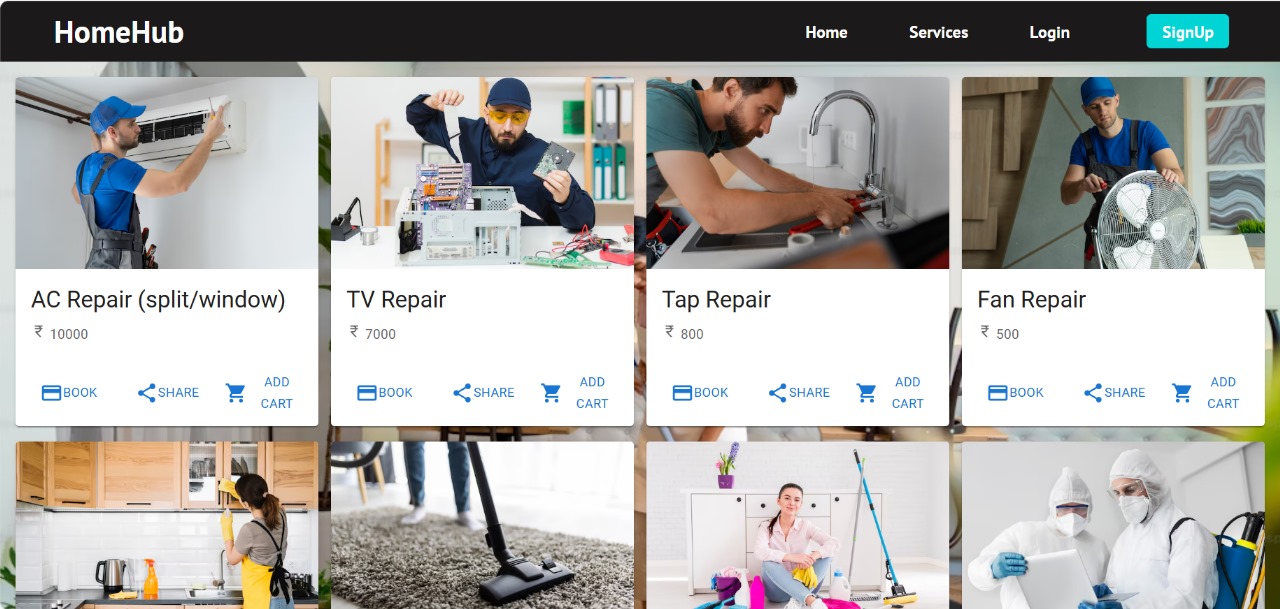 HomeHub Home Services Login SignUp
AC Repair (split/window) TV Repair Tap Repair Fan Repair
₹ 10000 ₹ 7000 ₹ 800 ₹ 500
BOOK SHARE ADD CART BOOK SHARE ADD CART BOOK SHARE ADD CART BOOK SHARE ADD CART